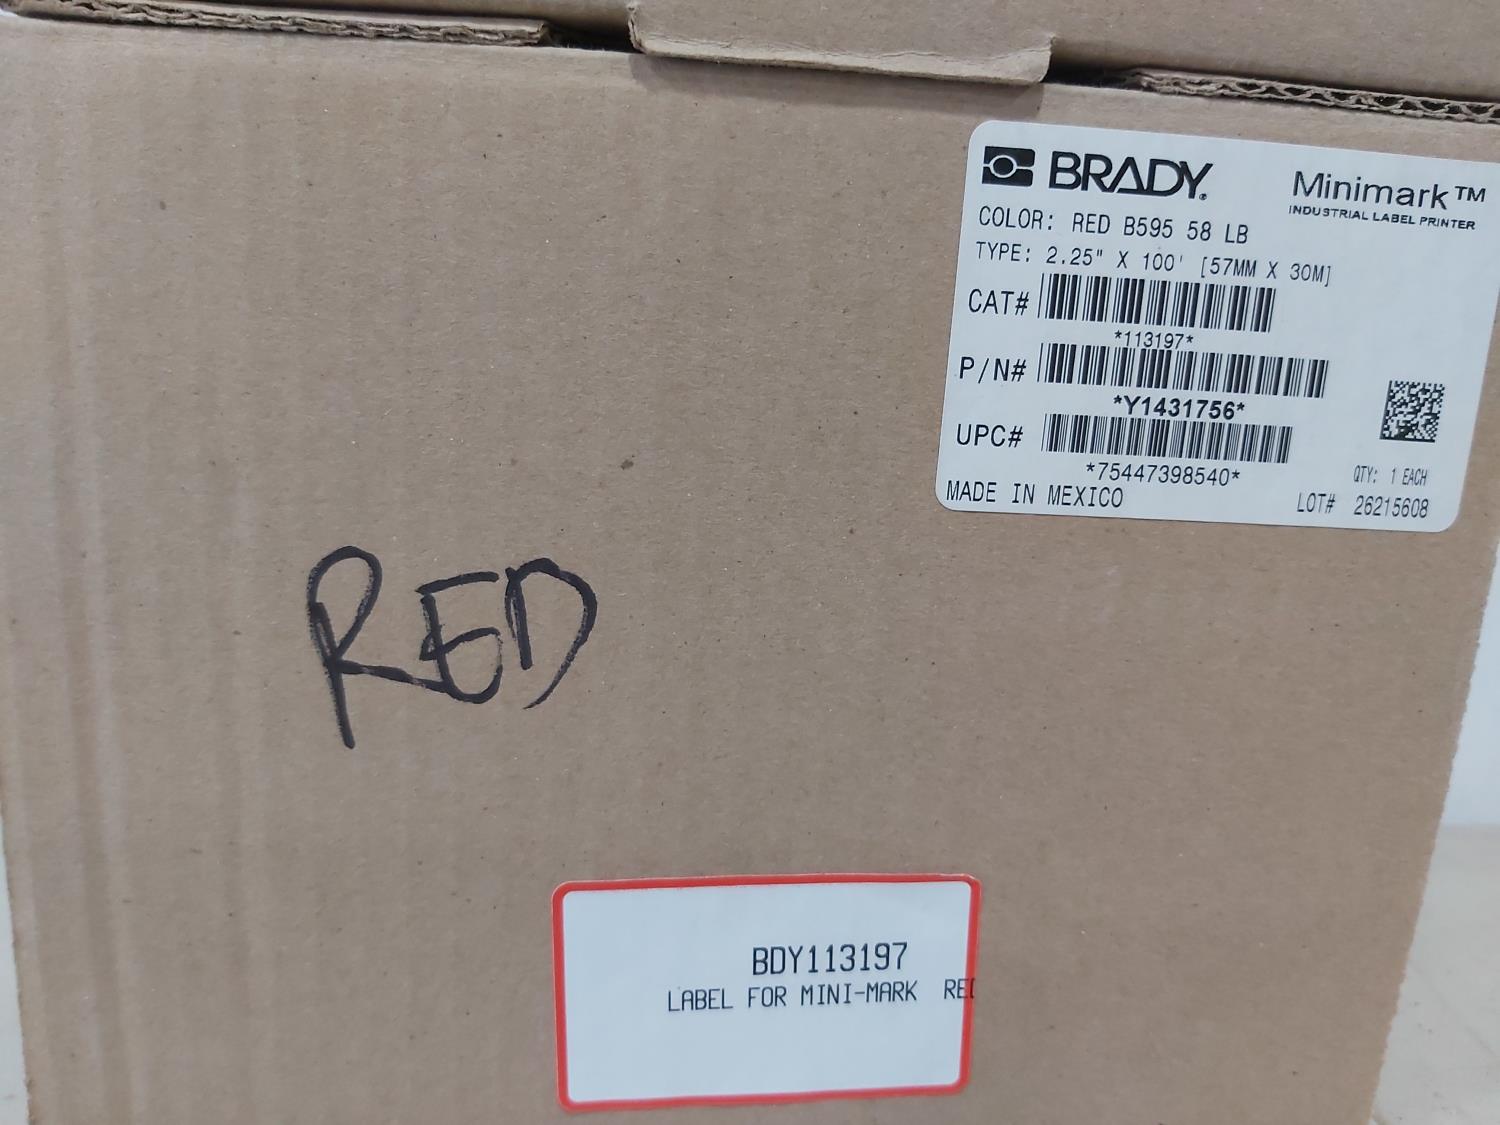 BRADY®
Minimark™
INDUSTRIAL LABEL PRINTER
COLOR: RED B595 58 LB
TYPE: 2.25" X 100' [57MM X 30M]
CAT#
*113197*
P/N#
*Y1431756*
UPC#
*75447398540*
QTY: 1 EACH
MADE IN MEXICO
LOT# 26215608
RED
BDY113197
LABEL FOR MINI-MARK RED